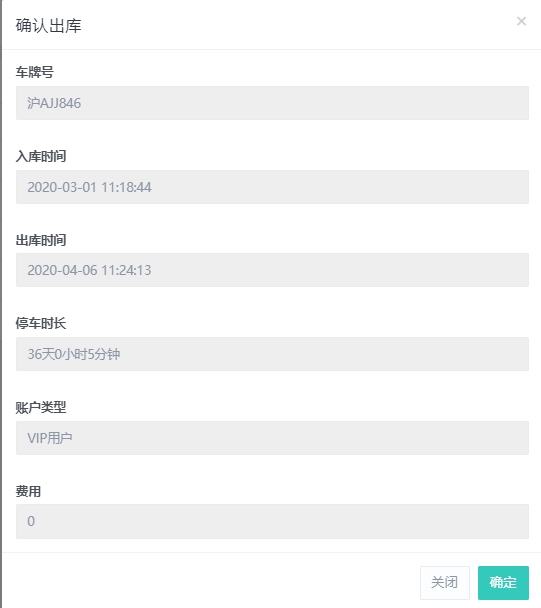 确认出库
×
车牌号
沪AJJ846
入库时间
2020-03-01 11:18:44
出库时间
2020-04-06 11:24:13
停车时长
36天0小时5分钟
账户类型
VIP用户
费用
0
关闭 确定